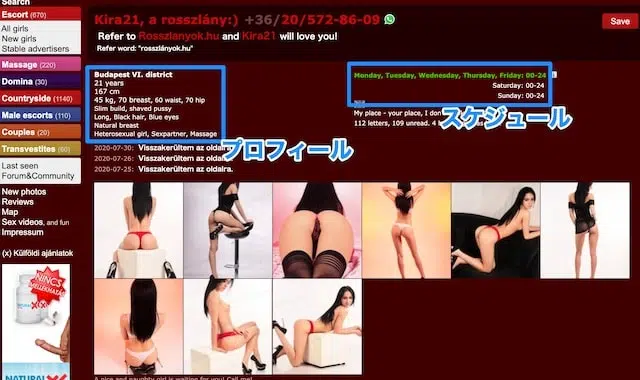 Search
Escort (670)
All girls
New girls
Stable advertisers
Massage (220)
Domina (30)
Countryside (1140)
Male escorts (110)
Couples (20)
Transvestites (60)
Last seen
Forum&Community
New photos
Reviews
Map
Sex videos, and fun
Impressum
(x) Külföldi ajánlatok
NINCS
MELLÉKHATÁS!
NATURAL XL
Kira21, a rosszlány:) +36/20/572-86-09
Save
Refer to Rosszlanyok.hu and Kira21 will love you!
Refer word: "rosszlányok.hu"
Budapest VI. district
21 years
167 cm
45 kg, 70 breast, 60 waist, 70 hip
Slim build, shaved pussy
Long, Black hair, Blue eyes
Natural breast
Heterosexual girl, Sexpartner, Massage
プロフィール
Monday, Tuesday, Wednesday, Thursday, Friday: 00-24
Saturday: 00-24
Sunday: 00-24
スケジュール
My place - your place, I don
112 letters, 109 unread. 4
2020-07-30: Visszakerültem az oldal
2020-07-26: Visszakerültem az oldalra.
2020-07-25: Visszakerültem az oldalra.
A nice and naughty girl is waiting for you! Call me!